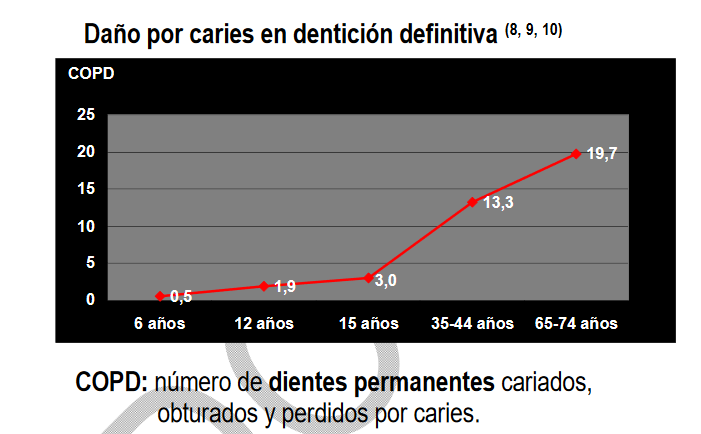 Daño por caries en dentición definitiva (8, 9, 10)
COPD
25
20
15
10
5
0
0,5
1,9
3,0
13,3
19,7
6 años 12 años 15 años 35-44 años 65-74 años
COPD: número de dientes permanentes cariados,
obturados y perdidos por caries.